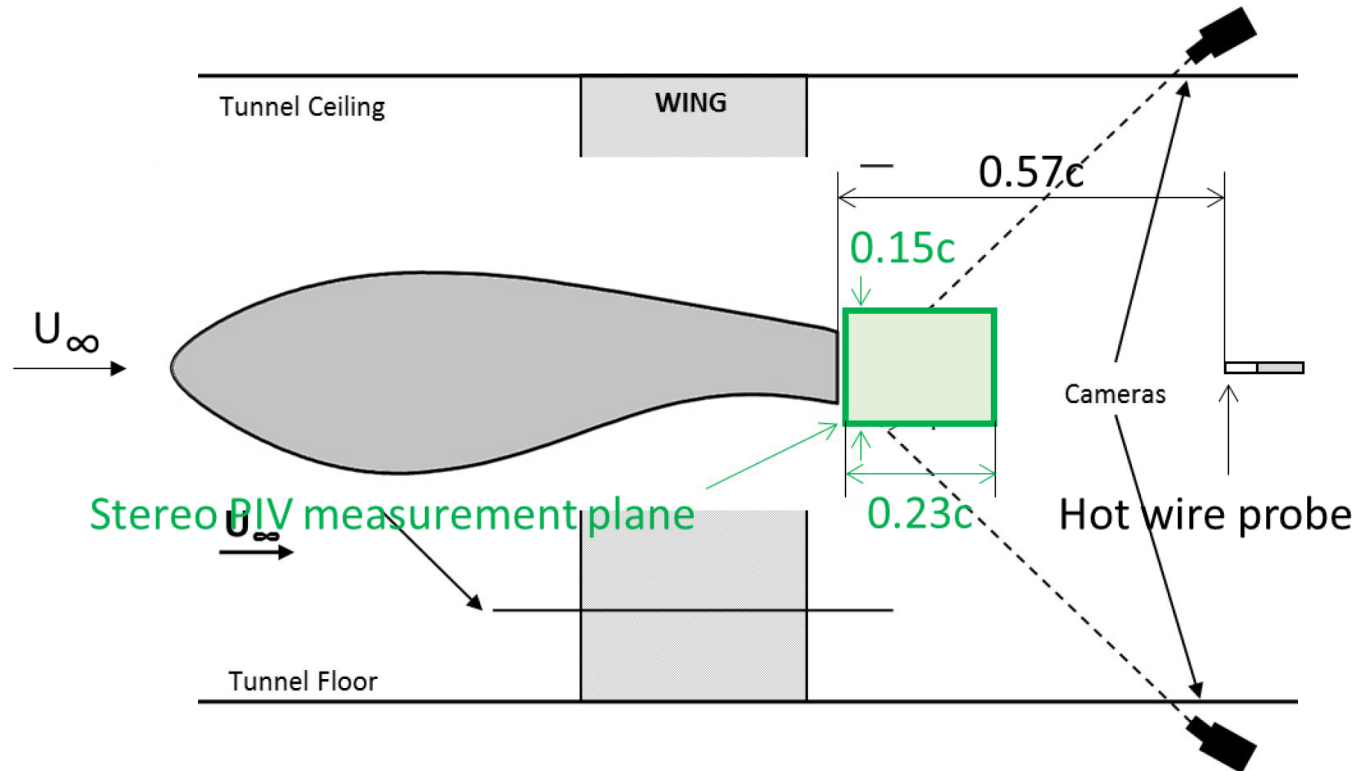 Tunnel Ceiling
WING
0.57c
0.15c
U∞
Cameras
Stereo PIV measurement plane
0.23c
Hot wire probe
U∞
Tunnel Floor